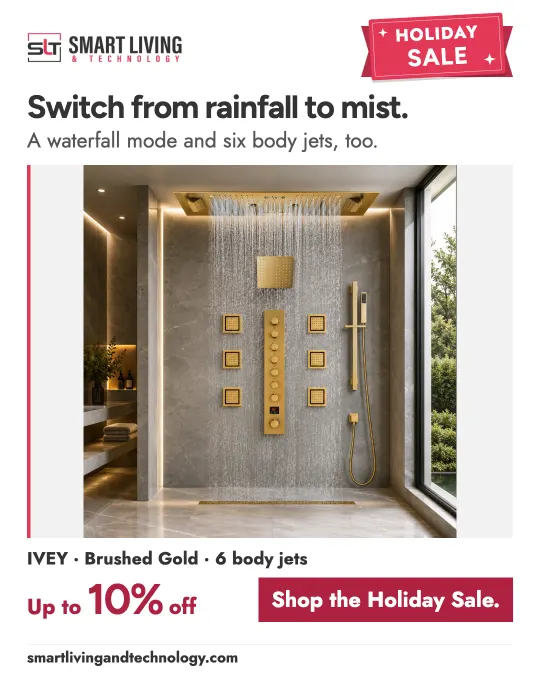 SLT SMART LIVING
& TECHNOLOGY
HOLIDAY
SALE
Switch from rainfall to mist.
A waterfall mode and six body jets, too.
IVEY · Brushed Gold · 6 body jets
Up to 10% off
Shop the Holiday Sale.
smartlivingandtechnology.com